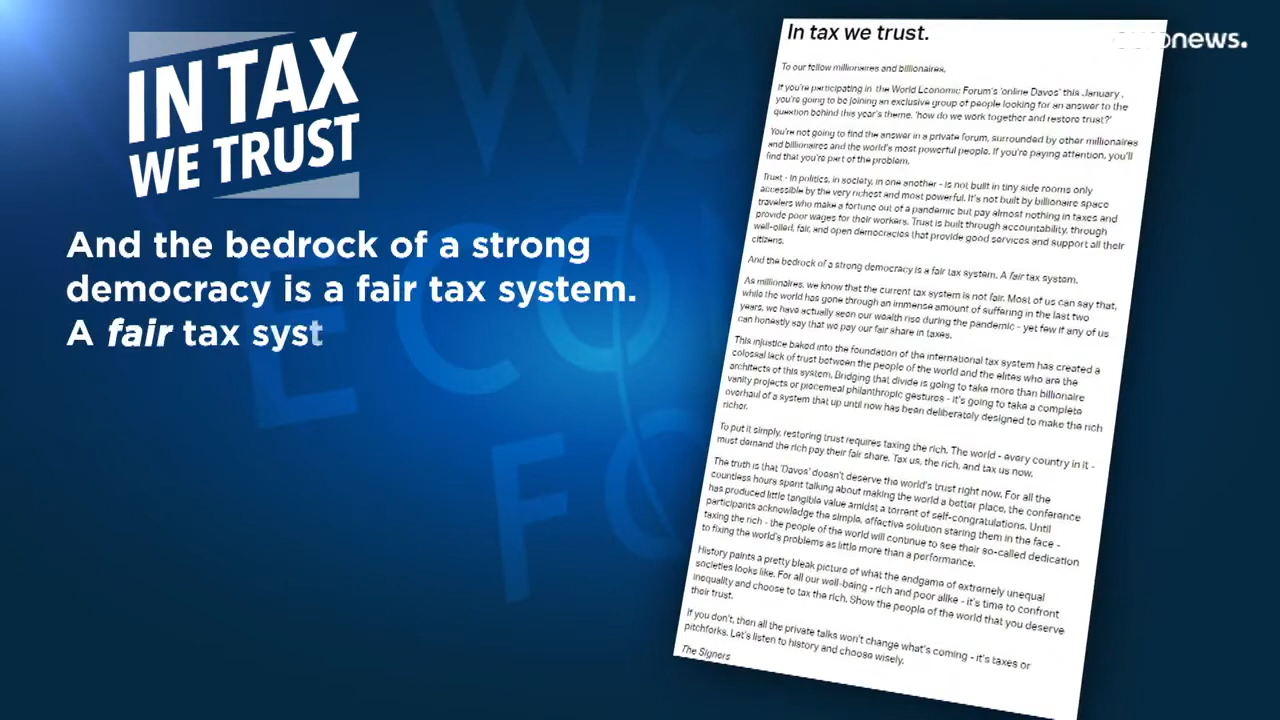 IN TAX
WE TRUST
And the bedrock of a strong
democracy is a fair tax system.
A fair tax syst
In tax we trust.
euronews.
To our fellow millionaires and billionaires,
If you're participating in the World Economic Forum's 'online Davos' this January,
you're going to be joining an exclusive group of people looking for an answer to the
question behind this year's theme, 'how do we work together and restore trust?'
You're not going to find the answer in a private forum, surrounded by other millionaires
and billionaires and the world's most powerful people. If you're paying attention, you'll
find that you're part of the problem.
Trust - in politics, in society, in one another - is not built in tiny side rooms only
accessible by the very richest and most powerful. It's not built by billionaire space
travelers who make a fortune out of a pandemic but pay almost nothing in taxes and
provide poor wages for their workers. Trust is built through accountability, through
well-oiled, fair, and open democracies that provide good services and support all their
citizens.
And the bedrock of a strong democracy is a fair tax system. A fair tax system.
As millionaires, we know that the current tax system is not fair. Most of us can say that,
while the world has gone through an immense amount of suffering in the last two
years, we have actually seen our wealth rise during the pandemic - yet few if any of us
can honestly say that we pay our fair share in taxes.
This injustice baked into the foundation of the international tax system has created a
colossal lack of trust between the people of the world and the elites who are the
architects of this system. Bridging that divide is going to take more than billionaire
vanity projects or piecemeal philanthropic gestures - it's going to take a complete
overhaul of a system that up until now has been deliberately designed to make the rich
richer.
To put it simply, restoring trust requires taxing the rich. The world - every country in it -
must demand the rich pay their fair share. Tax us, the rich, and tax us now.
The truth is that 'Davos' doesn't deserve the world's trust right now. For all the
countless hours spent talking about making the world a better place, the conference
has produced little tangible value amidst a torrent of self-congratulations. Until
participants acknowledge the simple, effective solution staring them in the face -
taxing the rich - the people of the world will continue to see their so-called dedication
to fixing the world's problems as little more than a performance.
History paints a pretty bleak picture of what the endgame of extremely unequal
societies looks like. For all our well-being - rich and poor alike - it's time to confront
inequality and choose to tax the rich. Show the people of the world that you deserve
their trust.
If you don't, then all the private talks won't change what's coming - it's taxes or
pitchforks. Let's listen to history and choose wisely.
The Signers